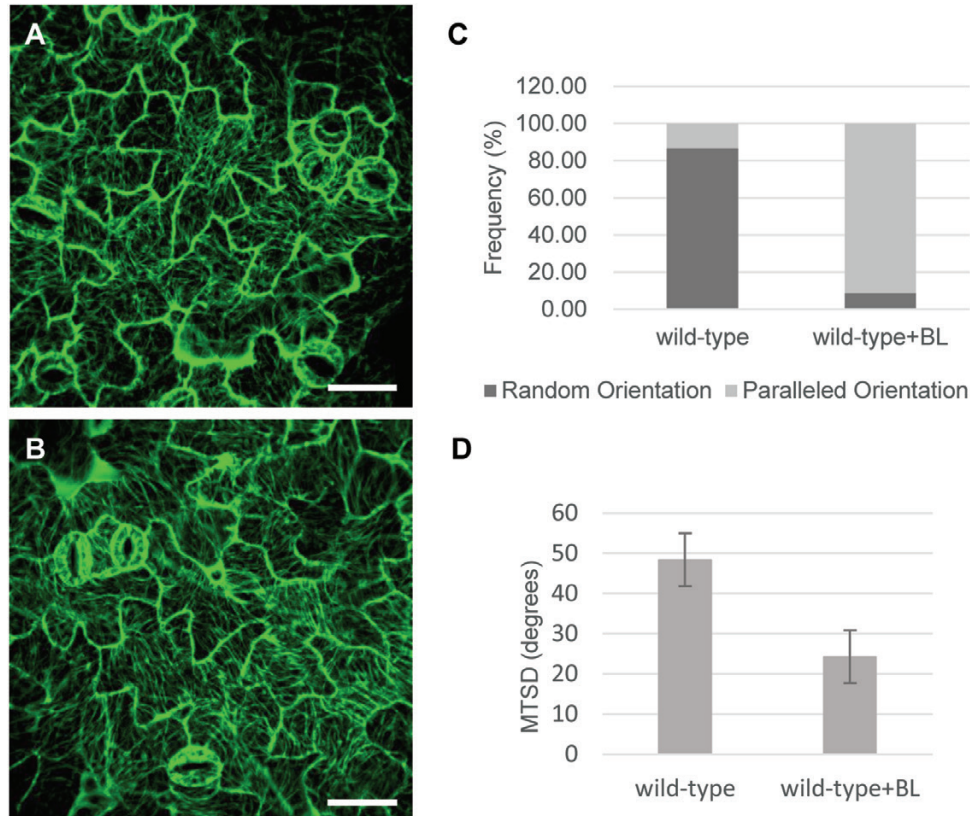 A
B
C
Frequency (%)
120.00
100.00
80.00
60.00
40.00
20.00
0.00
wild-type
wild-type+BL
Random Orientation
Paralleled Orientation
D
MTSD (degrees)
60
50
40
30
20
10
0
wild-type
wild-type+BL